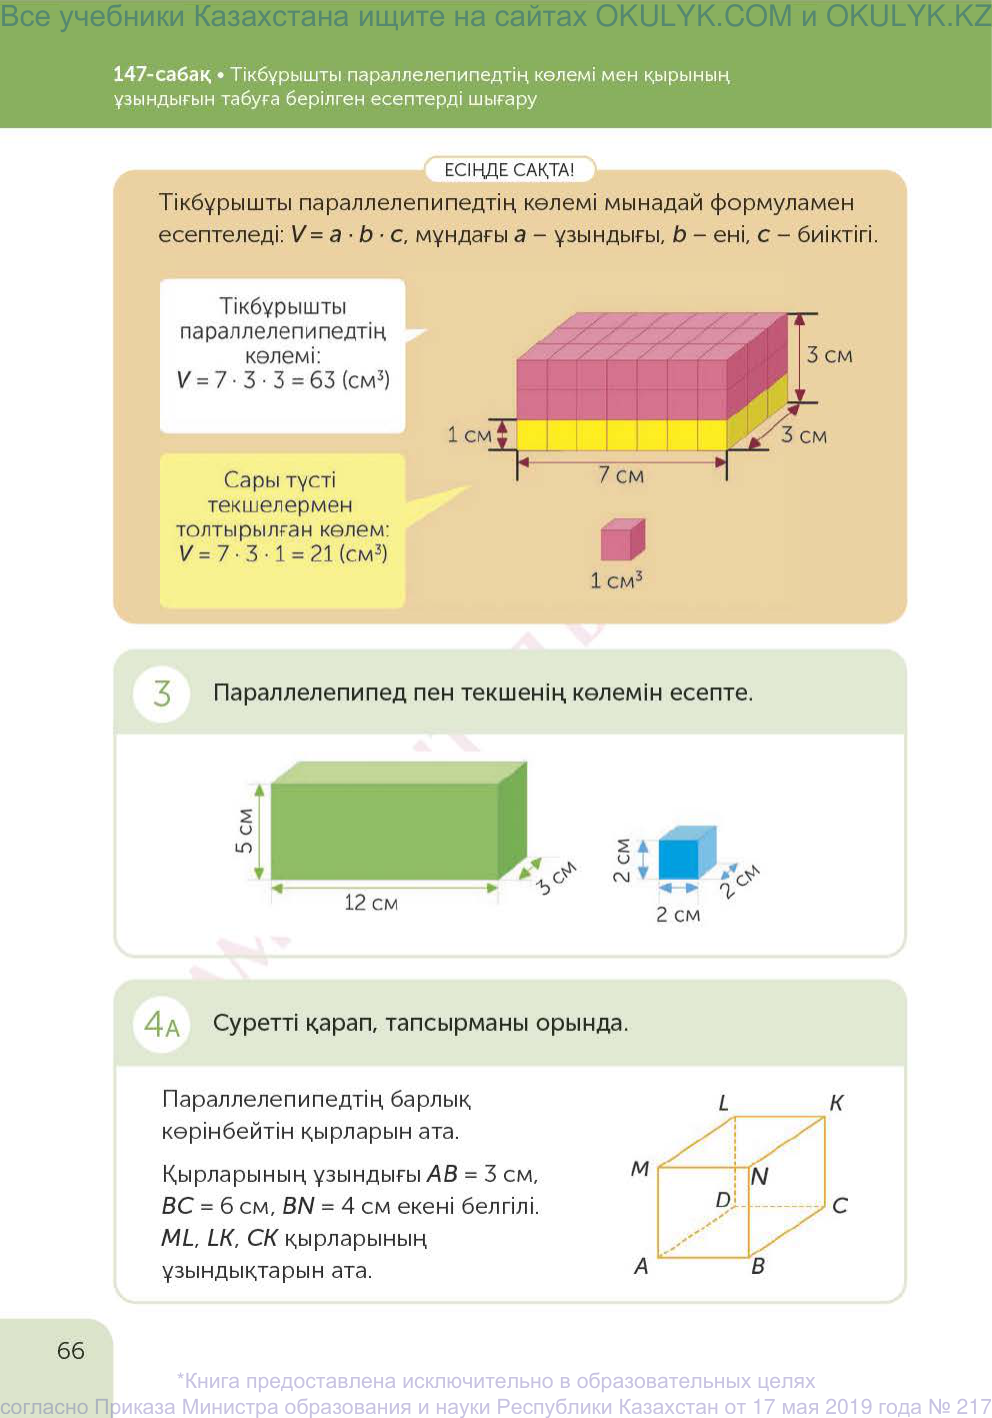 Все учебники Казахстана ищите на сайтах OKULYK.COM и OKULYK.KZ
147-сабақ • Тікбұрышты параллелепипедтің көлемі мен қырының
ұзындығын табуға берілген есептерді шығару
ЕСІҢДЕ САҚТА!
Тікбұрышты параллелепипедтің көлемі мынадай формуламен
есептеледі: V = a · b · c, мұндағы a – ұзындығы, b – ені, c – биіктігі.
Тікбұрышты
параллелепипедтің
көлемі:
V = 7 · 3 · 3 = 63 (см³)
3 см
1 см
3 см
7 см
Сары түсті
текшелермен
толтырылған көлем:
V = 7 · 3 · 1 = 21 (см³)
1 см³
3
Параллелепипед пен текшенің көлемін есепте.
5 см
12 см
3 см
2 см
2 см
2 см
4А
Суретті қарап, тапсырманы орында.
Параллелепипедтің барлық
көрінбейтін қырларын ата.
Қырларының ұзындығы AB = 3 см,
BC = 6 см, BN = 4 см екені белгілі.
ML, LK, CK қырларының
ұзындықтарын ата.
L K
M N
D C
A B
66
*Книга предоставлена исключительно в образовательных целях
согласно Приказа Министра образования и науки Республики Казахстан от 17 мая 2019 года № 217